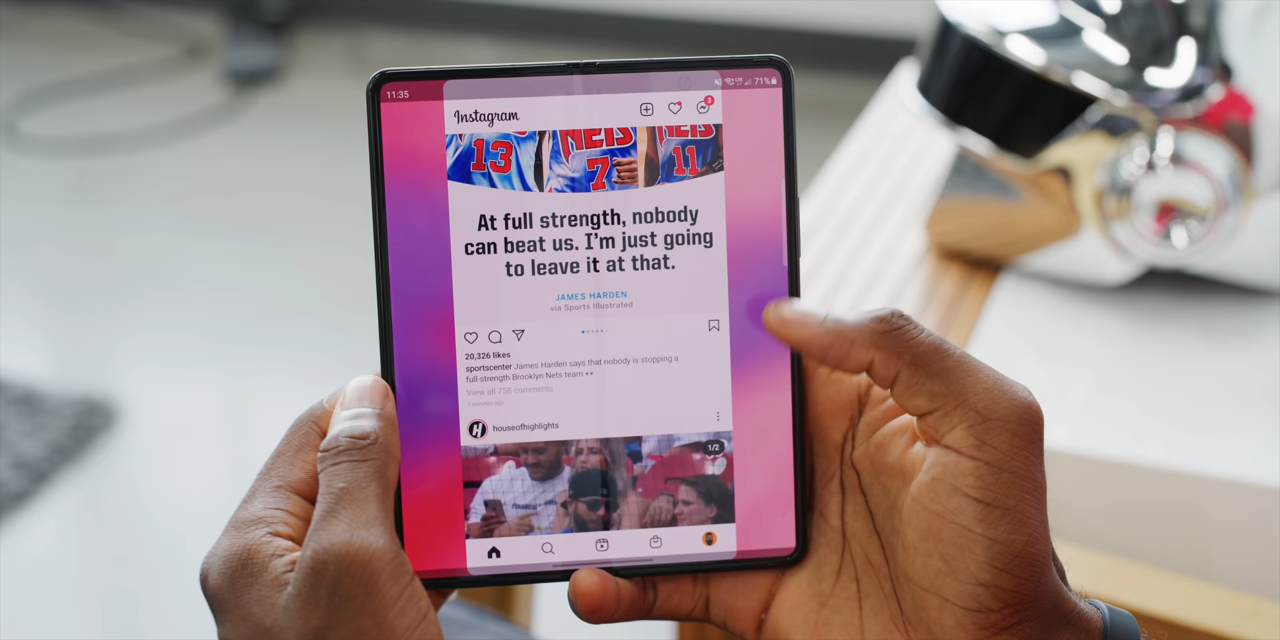 11:35
71%
Instagram
3
NETS
NETS
13
7
11
At full strength, nobody
can beat us. I'm just going
to leave it at that.
JAMES HARDEN
via Sports Illustrated
20,326 likes
sportscenter James Harden says that nobody is stopping a
full-strength Brooklyn Nets team 👀
View all 758 comments
houseofhighlights
1/2